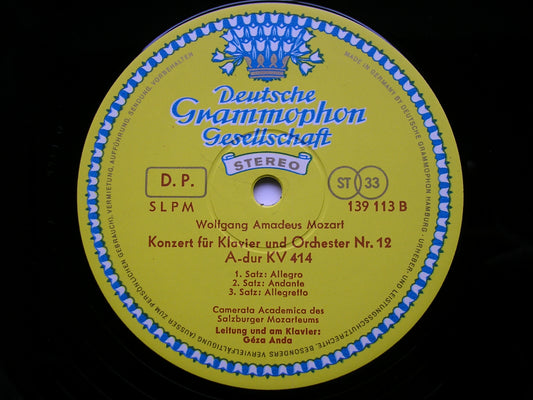 Deutsche
Grammophon
Gesellschaft
STEREO
D. P.
ST 33
SLPM
139 113 B
Wolfgang Amadeus Mozart
Konzert für Klavier und Orchester Nr. 12
A-dur KV 414
1. Satz: Allegro
2. Satz: Andante
3. Satz: Allegretto
Camerata Academica des
Salzburger Mozarteums
Leitung und am Klavier:
Géza Anda
MADE IN GERMANY BY DEUTSCHE GRAMMOPHON HAMBURG · URHEBER- UND LEISTUNGSSCHUTZRECHTE, BESONDERS VERVIELFÄLTIGUNG (AUSSER ZUM PERSÖNLICHEN GEBRAUCH), VERMIETUNG, AUFFÜHRUNG, SENDUNG, VORBEHALTEN